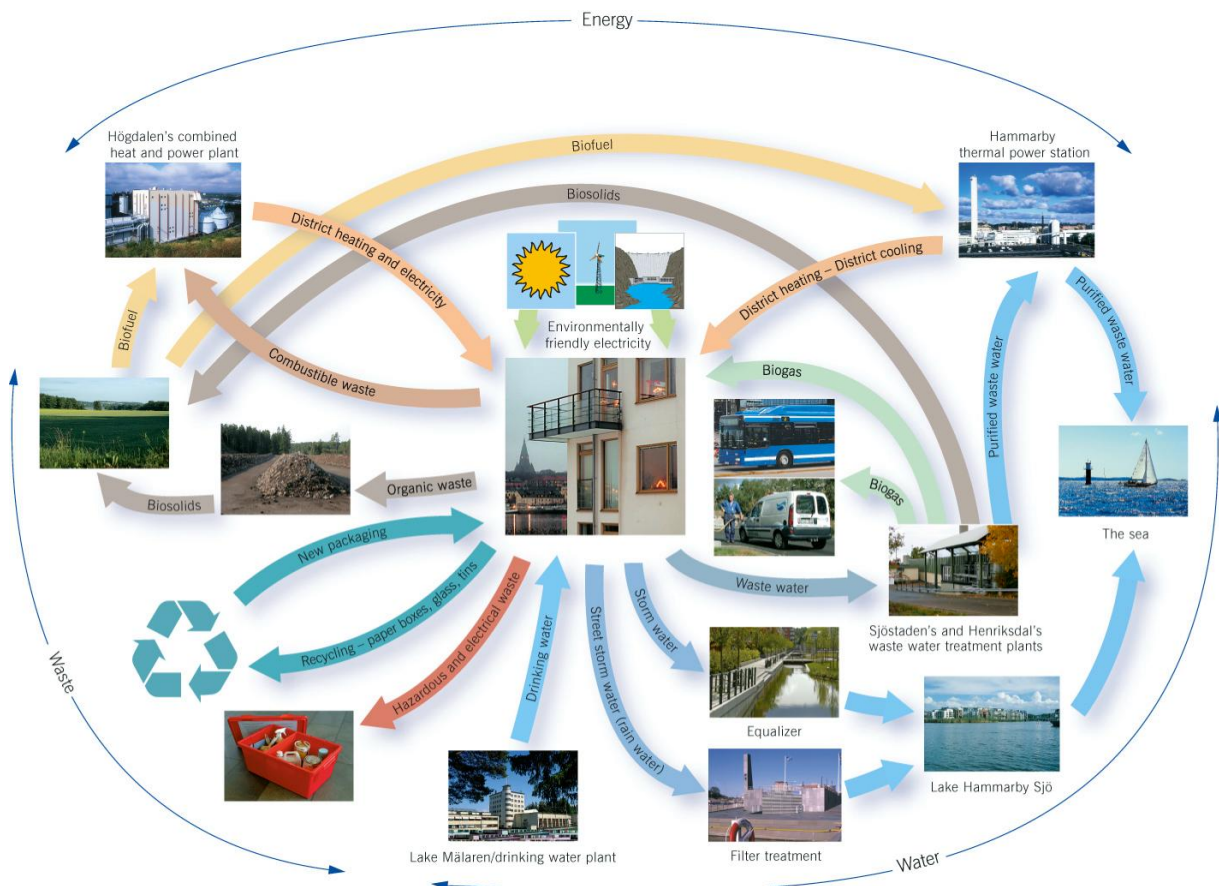 Energy
Högdalen's combined
heat and power plant
Hammarby
thermal power station
Biofuel
Biosolids
District heating and electricity
District heating – District cooling
Purified waste water
Purified waste water
Environmentally
friendly electricity
Biofuel
Combustible waste
Biogas
Biogas
Organic waste
Biosolids
The sea
New packaging
Recycling – paper boxes, glass, tins
Hazardous and electrical waste
Drinking water
Street storm water (rain water)
Storm water
Waste water
Sjöstaden's and Henriksdal's
waste water treatment plants
Waste
Equalizer
Lake Hammarby Sjö
Lake Mälaren/drinking water plant
Filter treatment
Water